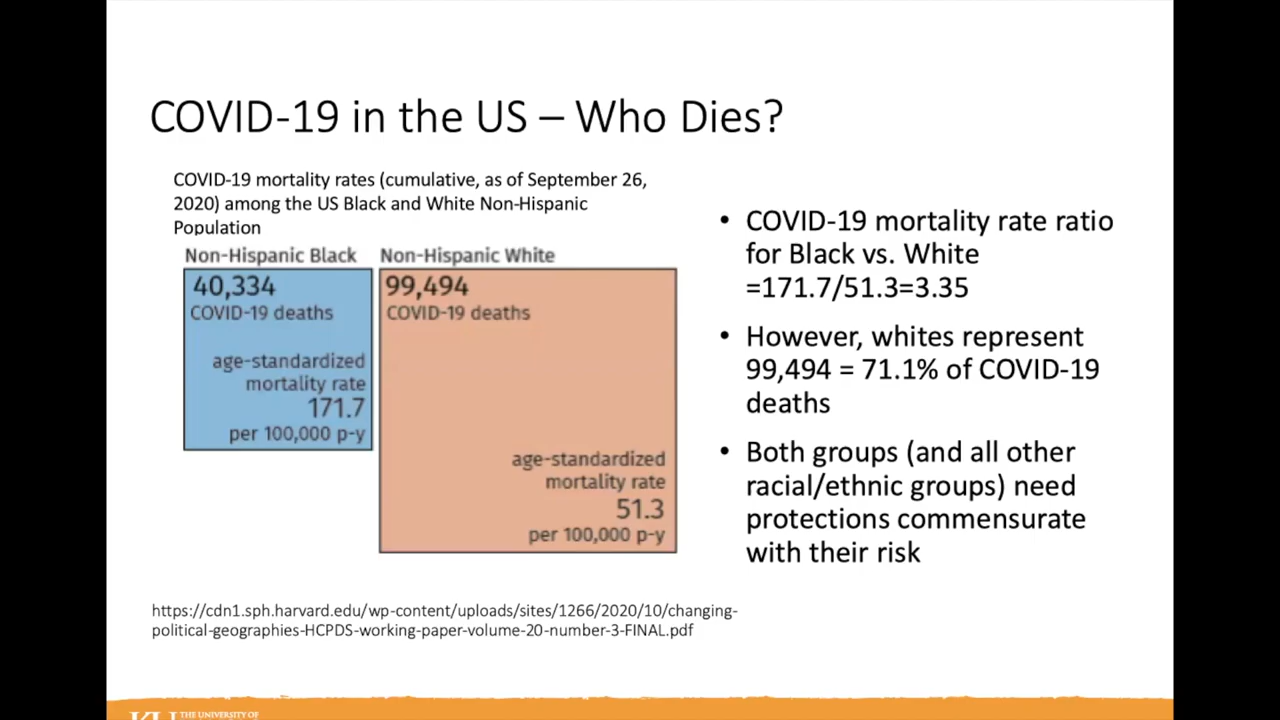 COVID-19 in the US – Who Dies?
COVID-19 mortality rates (cumulative, as of September 26,
2020) among the US Black and White Non-Hispanic
Population
Non-Hispanic Black
40,334
COVID-19 deaths
age-standardized
mortality rate
171.7
per 100,000 p-y
Non-Hispanic White
99,494
COVID-19 deaths
age-standardized
mortality rate
51.3
per 100,000 p-y
• COVID-19 mortality rate ratio
for Black vs. White
=171.7/51.3=3.35
• However, whites represent
99,494 = 71.1% of COVID-19
deaths
• Both groups (and all other
racial/ethnic groups) need
protections commensurate
with their risk
https://cdn1.sph.harvard.edu/wp-content/uploads/sites/1266/2020/10/changing-
political-geographies-HCPDS-working-paper-volume-20-number-3-FINAL.pdf
THE UNIVERSITY OF